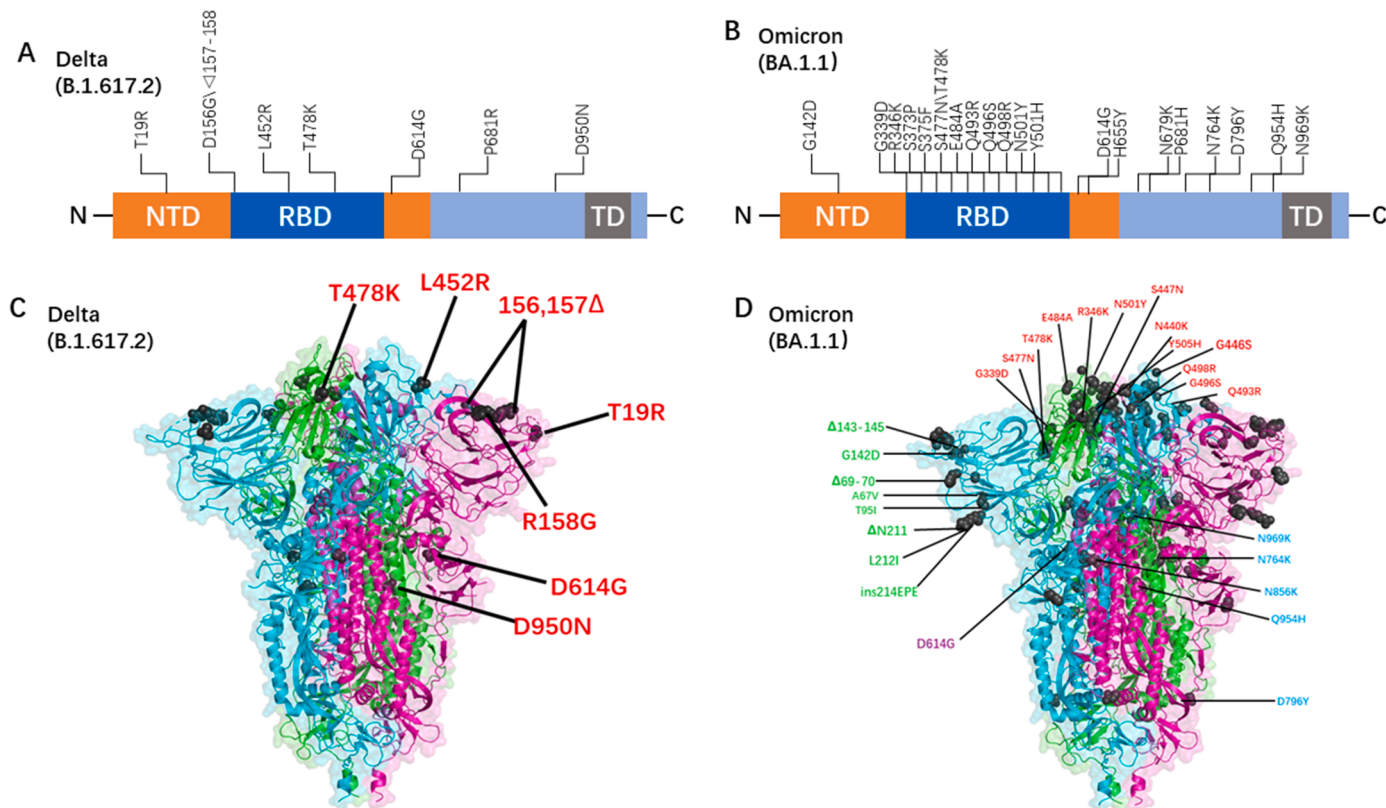 A
Delta
(B.1.617.2)
T19R
D156G\ ◁157-158
L452R
T478K
D614G
P681R
D950N
N
NTD
RBD
TD
C
B
Omicron
(BA.1.1)
G142D
G339D
R346K
S373P
S375F
S477N\T478K
E484A
Q493R
Q496S
Q498R
N501Y
Y501H
D614G
H655Y
N679K
P681H
N764K
D796Y
Q954H
N969K
N
NTD
RBD
TD
C
C
Delta
(B.1.617.2)
T478K
L452R
156,157Δ
T19R
R158G
D614G
D950N
D
Omicron
(BA.1.1)
S447N
N501Y
R346K
E484A
N440K
T478K
Y505H
G446S
S477N
Q498R
G339D
G496S
Q493R
Δ143-145
G142D
Δ69-70
A67V
T95I
ΔN211
L212I
ins214EPE
D614G
N969K
N764K
N856K
Q954H
D796Y